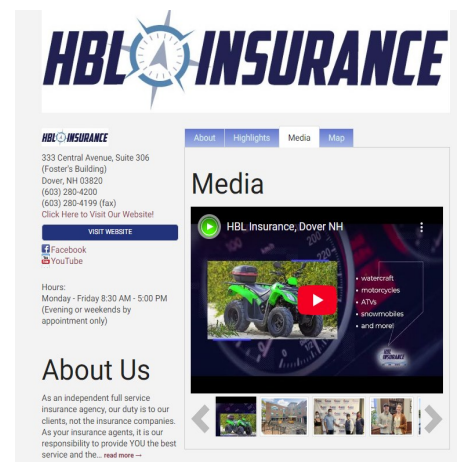 HBL INSURANCE
HBL INSURANCE
333 Central Avenue, Suite 306
(Foster's Building)
Dover, NH 03820
(603) 280-4200
(603) 280-4199 (fax)
Click Here to Visit Our Website!
VISIT WEBSITE
Facebook
YouTube
Hours:
Monday - Friday 8:30 AM - 5:00 PM
(Evening or weekends by
appointment only)
About Us
As an independent full service
insurance agency, our duty is to our
clients, not the insurance companies.
As your insurance agents, it is our
responsibility to provide YOU the best
service and the... read more →
About Highlights Media Map
Media
HBL Insurance, Dover NH
200
220
• watercraft
• motorcycles
• ATVs
• snowmobiles
• and more!
HBL
INSURANCE